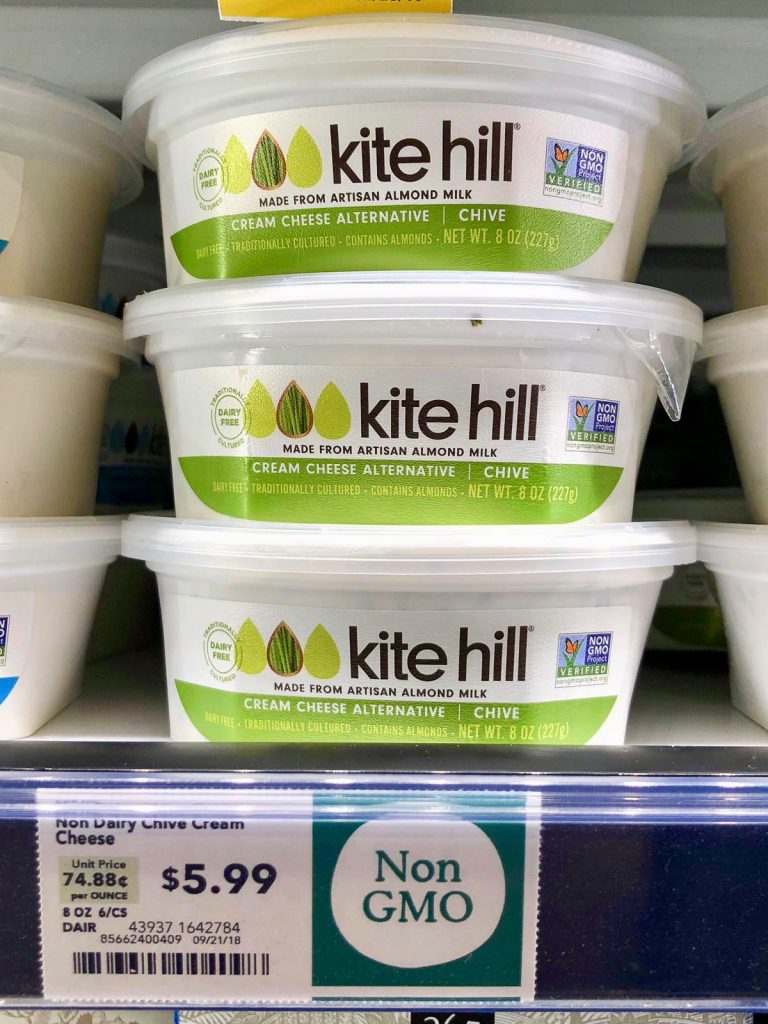 kite hill®
TRADITIONALLY
DAIRY
FREE
CULTURED
NON
GMO
Project
VERIFIED
nongmoproject.org
MADE FROM ARTISAN ALMOND MILK
CREAM CHEESE ALTERNATIVE | CHIVE
DAIRY FREE • TRADITIONALLY CULTURED • CONTAINS ALMONDS • NET WT. 8 OZ (227g)
kite hill®
TRADITIONALLY
DAIRY
FREE
CULTURED
NON
GMO
Project
VERIFIED
nongmoproject.org
MADE FROM ARTISAN ALMOND MILK
CREAM CHEESE ALTERNATIVE | CHIVE
DAIRY FREE • TRADITIONALLY CULTURED • CONTAINS ALMONDS • NET WT. 8 OZ (227g)
kite hill®
TRADITIONALLY
DAIRY
FREE
CULTURED
NON
GMO
Project
VERIFIED
nongmoproject.org
MADE FROM ARTISAN ALMOND MILK
CREAM CHEESE ALTERNATIVE | CHIVE
DAIRY FREE • TRADITIONALLY CULTURED • CONTAINS ALMONDS • NET WT. 8 OZ (227g)
Non Dairy Chive Cream
Cheese
Unit Price
74.88¢
per OUNCE
$5.99
8 OZ 6/CS
DAIR 43937 1642784
85662400409 09/21/18
Non
GMO